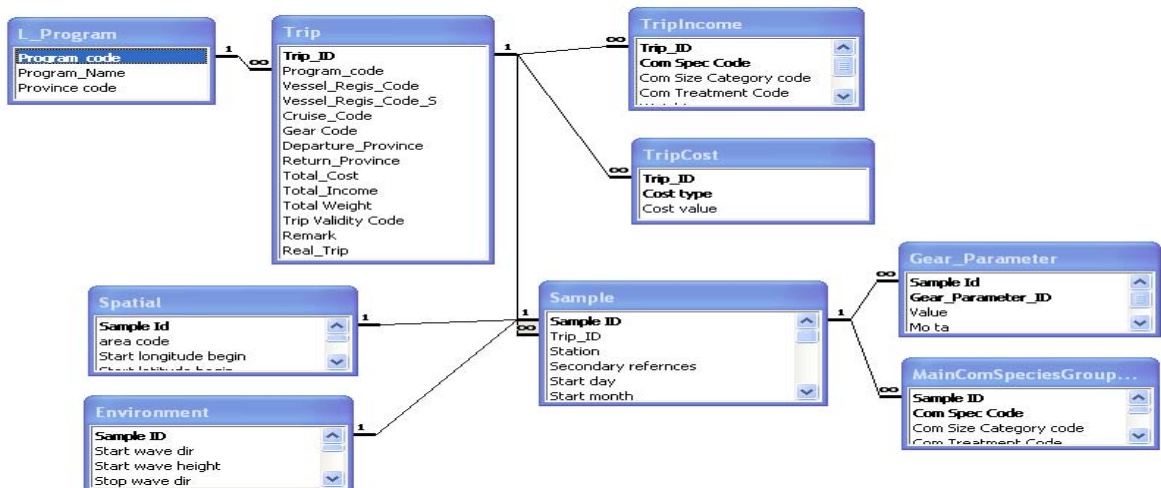 L_Program
Program_code
Program_Name
Province code
Trip
Trip_ID
Program_code
Vessel_Regis_Code
Vessel_Regis_Code_S
Cruise_Code
Gear Code
Departure_Province
Return_Province
Total_Cost
Total_Income
Total Weight
Trip Validity Code
Remark
Real_Trip
TripIncome
Trip_ID
Com Spec Code
Com Size Category code
Com Treatment Code
TripCost
Trip_ID
Cost type
Cost value
Spatial
Sample Id
area code
Start longitude begin
Environment
Sample ID
Start wave dir
Start wave height
Stop wave dir
Sample
Sample ID
Trip_ID
Station
Secondary refernces
Start day
Start month
Gear_Parameter
Sample Id
Gear_Parameter_ID
Value
Mo ta
MainComSpeciesGroup...
Sample ID
Com Spec Code
Com Size Category code
Com Treatment Code
1
∞
1
∞
∞
1
1
1
∞
1
∞
∞